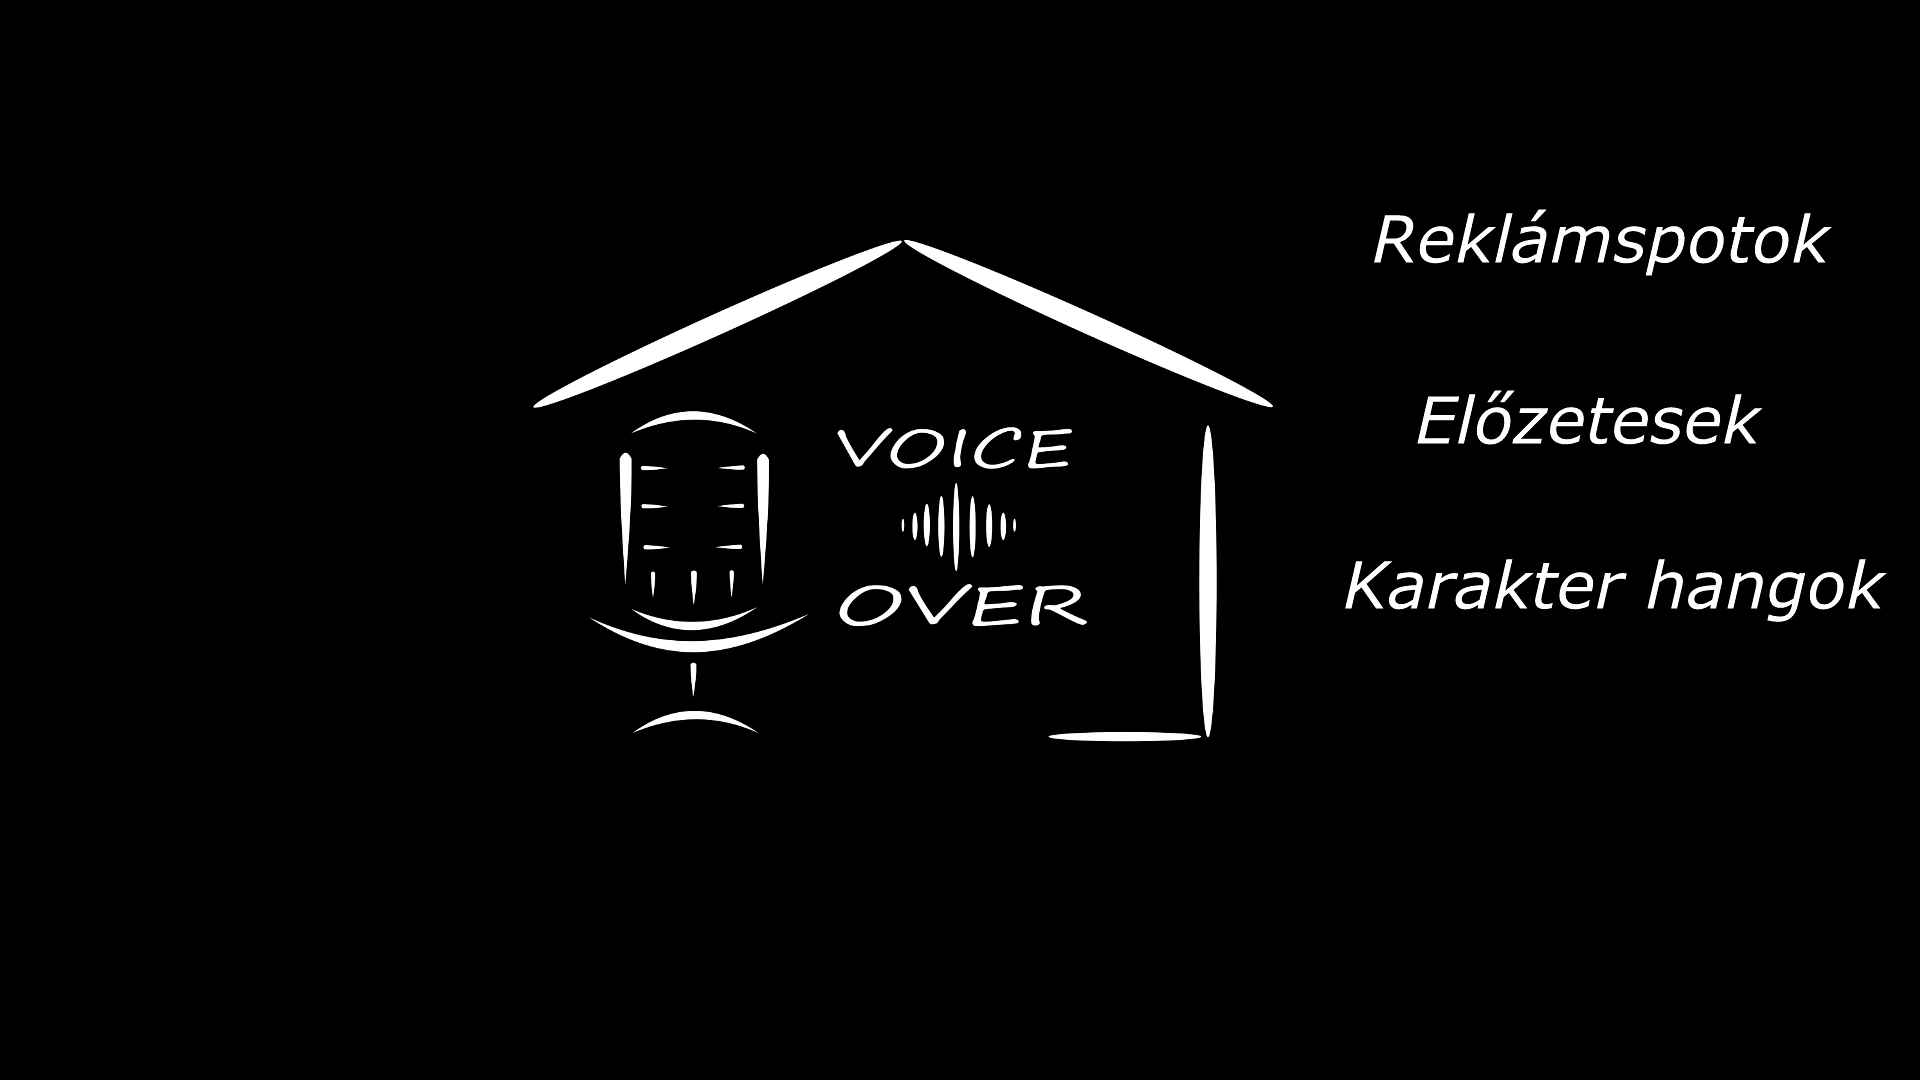 VOICE
OVER
Reklámspotok
Előzetesek
Karakter hangok